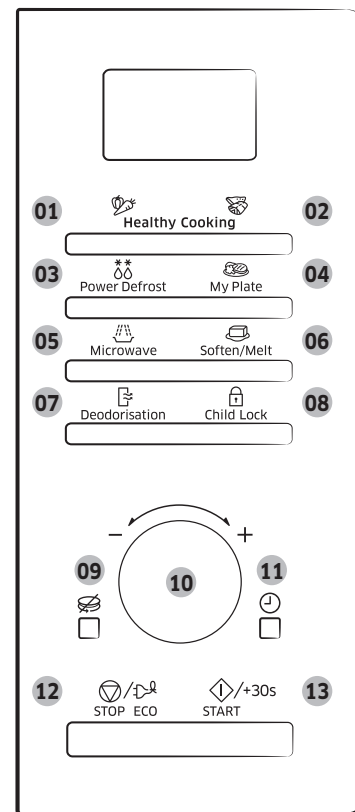 01 02
Healthy Cooking
03 04
Power Defrost My Plate
05 06
Microwave Soften/Melt
07 08
Deodorisation Child Lock
− +
09 10 11
12 / /+30s 13
STOP ECO START